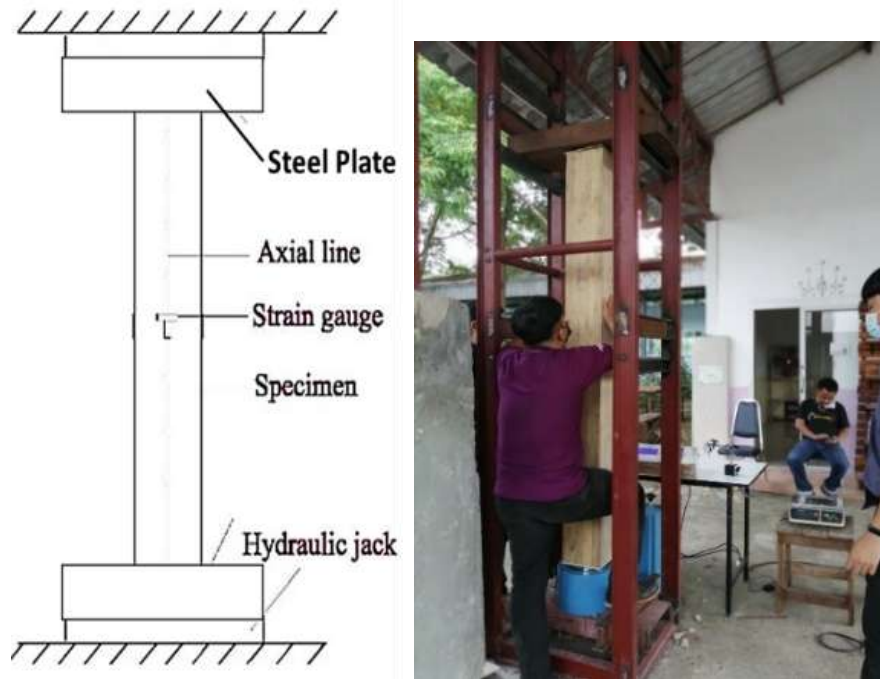 Steel Plate
Axial line
Strain gauge
Specimen
Hydraulic jack